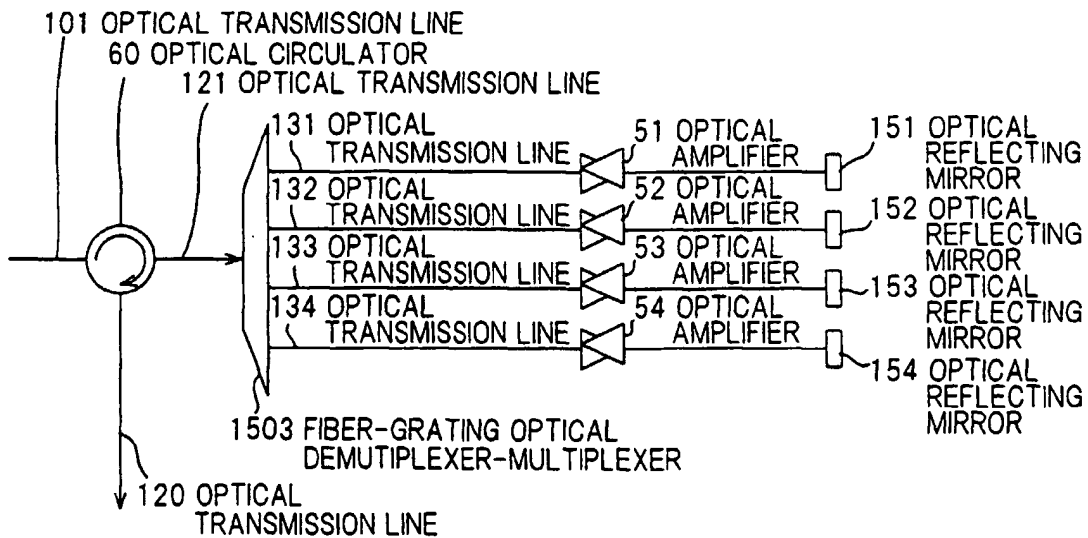 101 OPTICAL TRANSMISSION LINE
60 OPTICAL CIRCULATOR
121 OPTICAL TRANSMISSION LINE
131 OPTICAL
TRANSMISSION LINE
51 OPTICAL
AMPLIFIER
151 OPTICAL
REFLECTING
MIRROR
132 OPTICAL
TRANSMISSION LINE
52 OPTICAL
AMPLIFIER
152 OPTICAL
REFLECTING
MIRROR
133 OPTICAL
TRANSMISSION LINE
53 OPTICAL
AMPLIFIER
153 OPTICAL
REFLECTING
MIRROR
134 OPTICAL
TRANSMISSION LINE
54 OPTICAL
AMPLIFIER
154 OPTICAL
REFLECTING
MIRROR
1503 FIBER-GRATING OPTICAL
DEMUTIPLEXER-MULTIPLEXER
120 OPTICAL
TRANSMISSION LINE